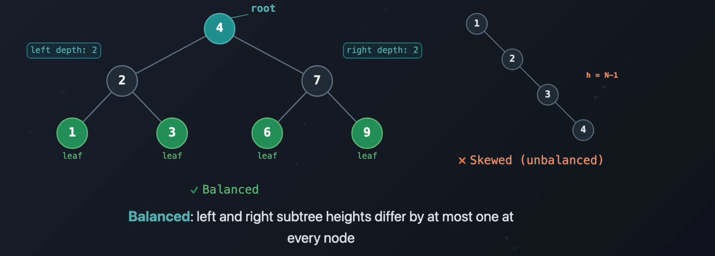 root
4
1
left depth: 2
right depth: 2
2
h = N−1
2
7
3
1
3
6
9
4
leaf
leaf
leaf
leaf
× Skewed (unbalanced)
✓ Balanced
Balanced: left and right subtree heights differ by at most one at
every node